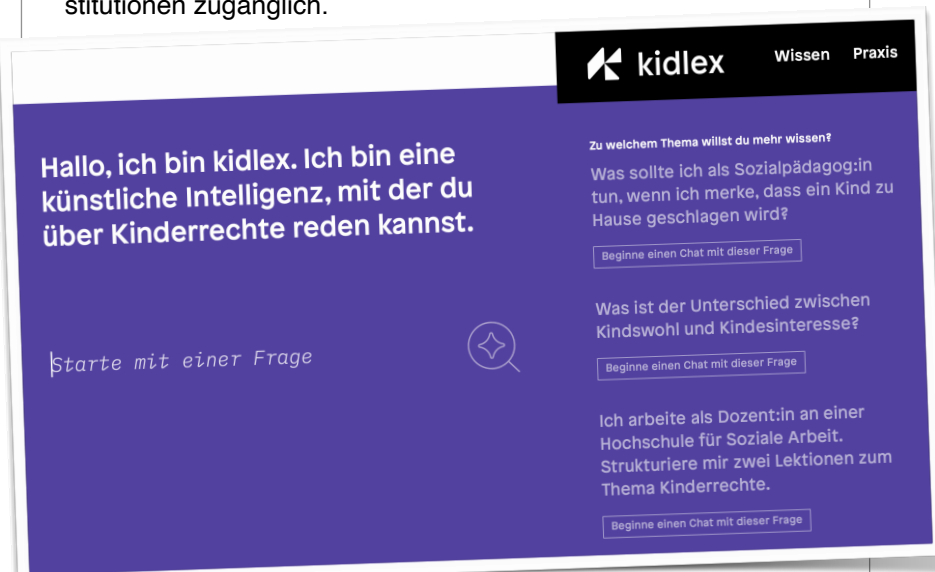 stitutionen zugänglich.
kidlex
Wissen Praxis
Hallo, ich bin kidlex. Ich bin eine
künstliche Intelligenz, mit der du
über Kinderrechte reden kannst.
Starte mit einer Frage
Zu welchem Thema willst du mehr wissen?
Was sollte ich als Sozialpädagog:in
tun, wenn ich merke, dass ein Kind zu
Hause geschlagen wird?
Beginne einen Chat mit dieser Frage
Was ist der Unterschied zwischen
Kindswohl und Kindesinteresse?
Beginne einen Chat mit dieser Frage
Ich arbeite als Dozent:in an einer
Hochschule für Soziale Arbeit.
Strukturiere mir zwei Lektionen zum
Thema Kinderrechte.
Beginne einen Chat mit dieser Frage